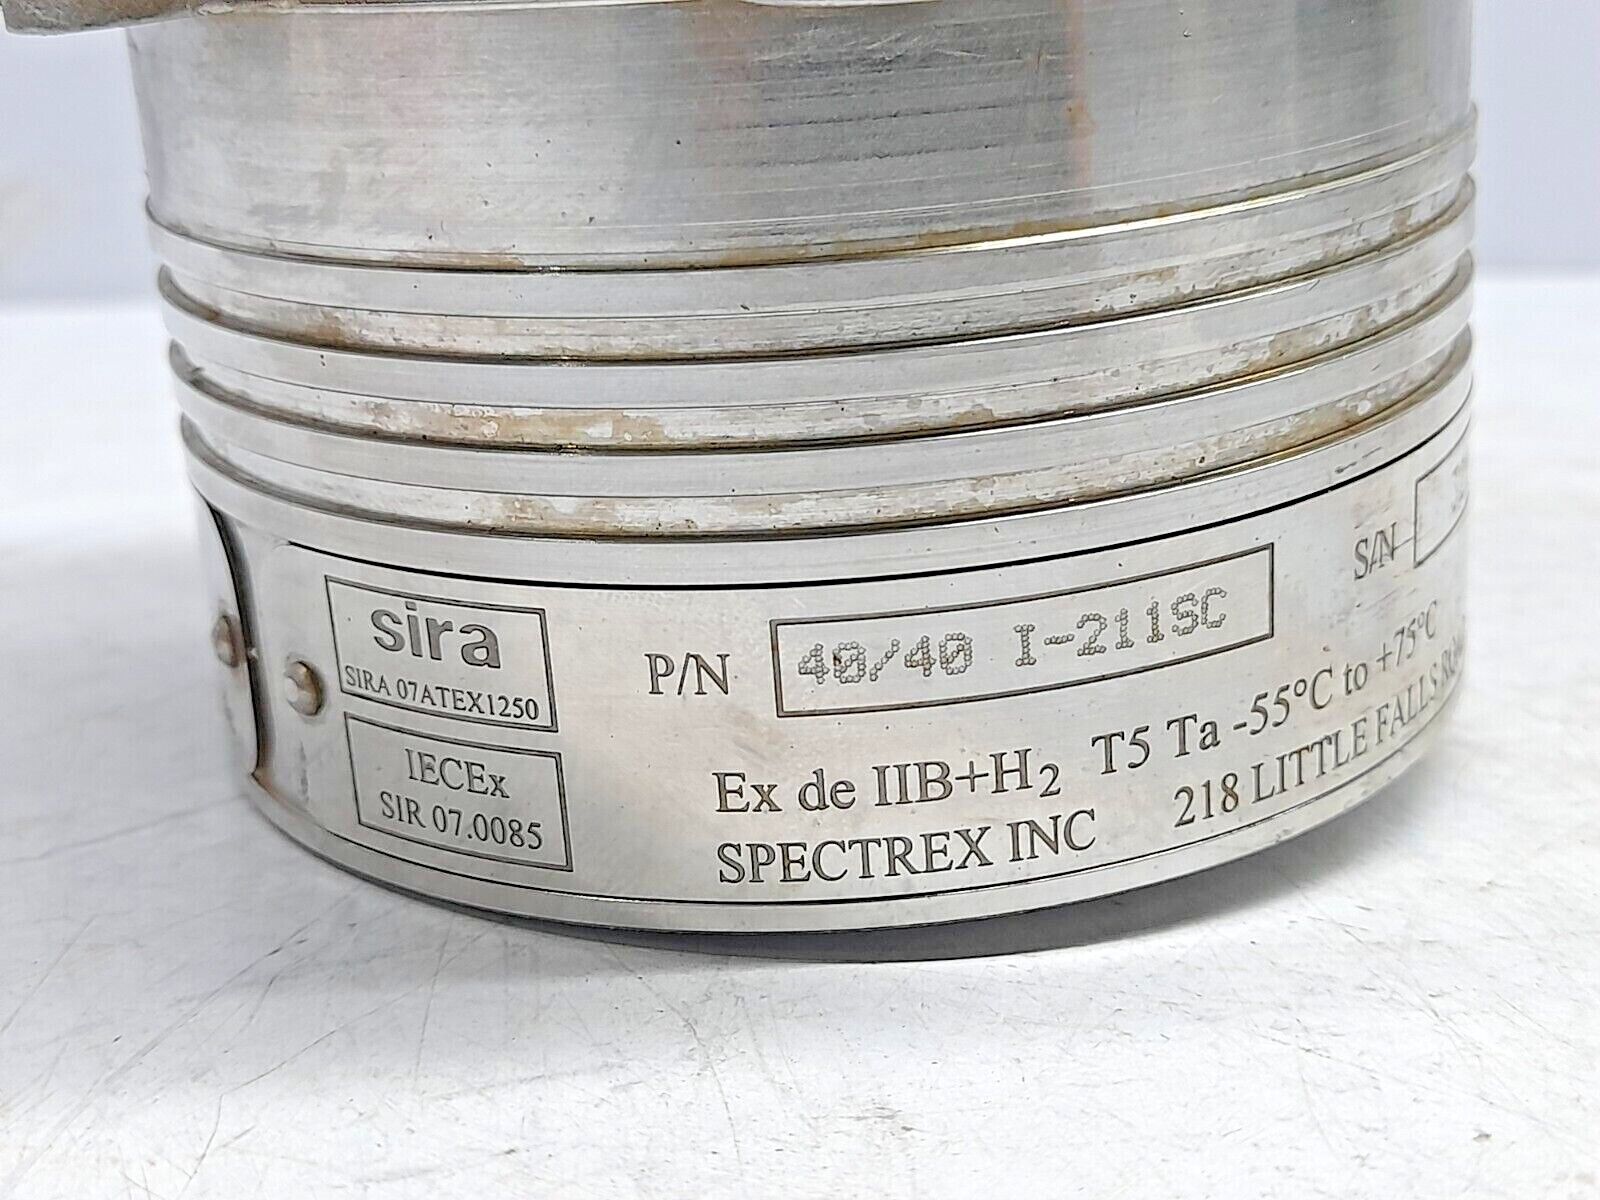 sira
SIRA 07ATEX1250
IECEx
SIR 07.0085
P/N 40/40 I-211SC
S/N
Ex de IIB+H2 T5 Ta -55°C to +75°C
SPECTREX INC 218 LITTLE FALLS